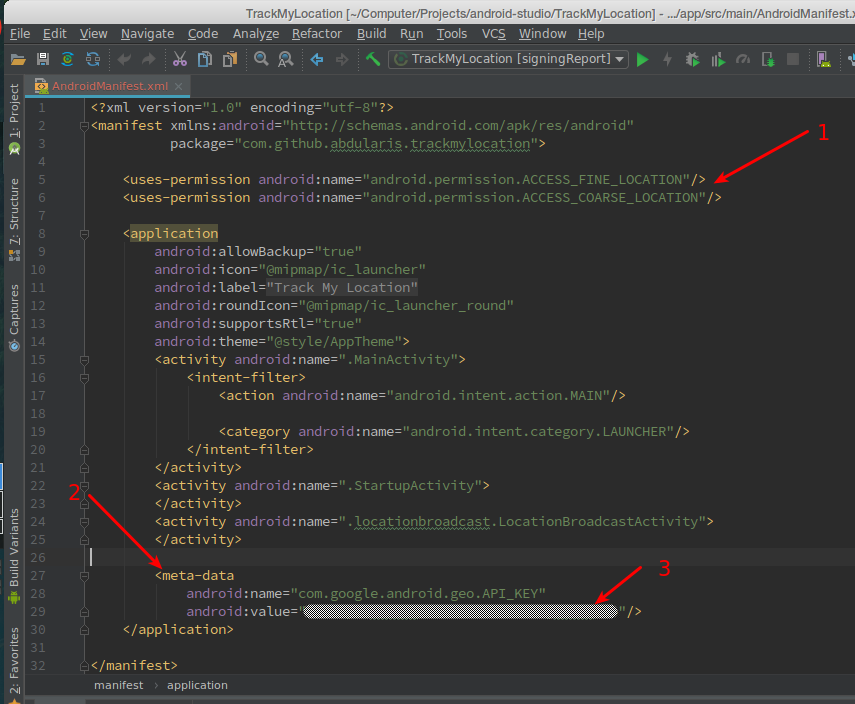 TrackMyLocation [~/Computer/Projects/android-studio/TrackMyLocation] - .../app/src/main/AndroidManifest.x
File Edit View Navigate Code Analyze Refactor Build Run Tools VCS Window Help
TrackMyLocation [signingReport]
AndroidManifest.xml
1: Project
7: Structure
Captures
Build Variants
2: Favorites
1 <?xml version="1.0" encoding="utf-8"?>
2 <manifest xmlns:android="http://schemas.android.com/apk/res/android"
3 package="com.github.abdularis.trackmylocation">
4
5 <uses-permission android:name="android.permission.ACCESS_FINE_LOCATION"/>
6 <uses-permission android:name="android.permission.ACCESS_COARSE_LOCATION"/>
7
8 <application
9 android:allowBackup="true"
10 android:icon="@mipmap/ic_launcher"
11 android:label="Track My Location"
12 android:roundIcon="@mipmap/ic_launcher_round"
13 android:supportsRtl="true"
14 android:theme="@style/AppTheme">
15 <activity android:name=".MainActivity">
16 <intent-filter>
17 <action android:name="android.intent.action.MAIN"/>
18
19 <category android:name="android.intent.category.LAUNCHER"/>
20 </intent-filter>
21 </activity>
22 <activity android:name=".StartupActivity">
23 </activity>
24 <activity android:name=".locationbroadcast.LocationBroadcastActivity">
25 </activity>
26
27 <meta-data
28 android:name="com.google.android.geo.API_KEY"
29 android:value=" "/>
30 </application>
31
32 </manifest>
1
2
3
manifest › application